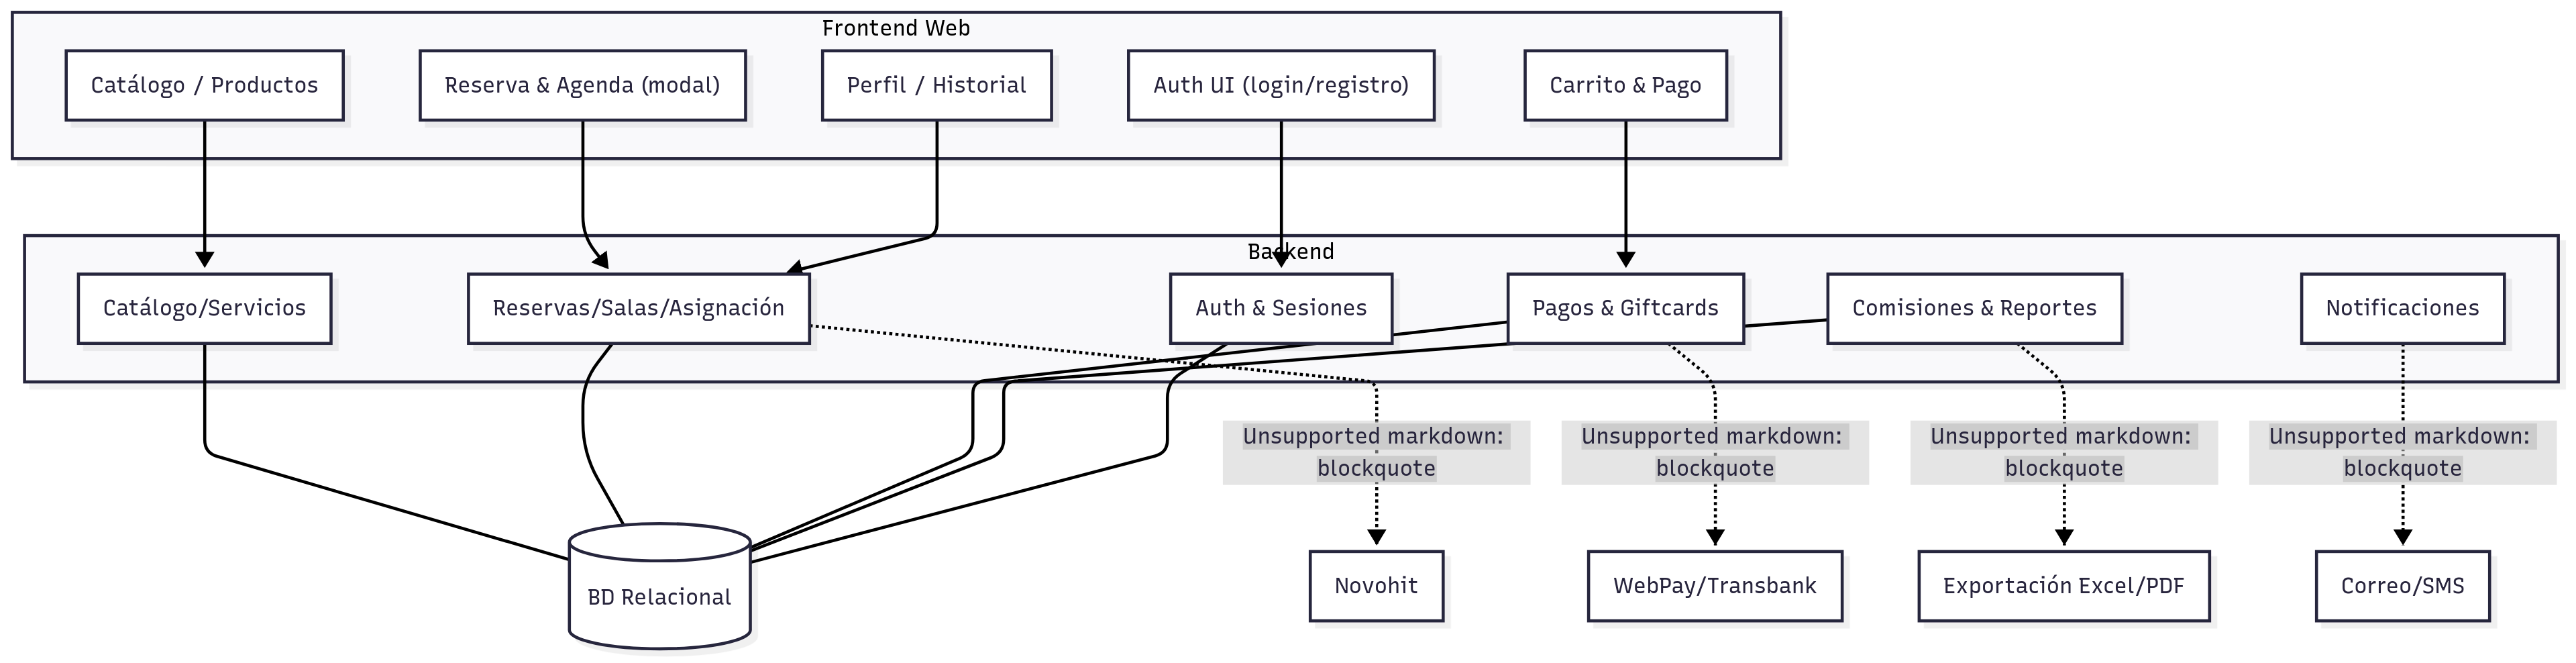 Frontend Web
Catálogo / Productos
Reserva & Agenda (modal)
Perfil / Historial
Auth UI (login/registro)
Carrito & Pago
Backend
Catálogo/Servicios
Reservas/Salas/Asignación
Auth & Sesiones
Pagos & Giftcards
Comisiones & Reportes
Notificaciones
Unsupported markdown:
blockquote
Unsupported markdown:
blockquote
Unsupported markdown:
blockquote
Unsupported markdown:
blockquote
BD Relacional
Novohit
WebPay/Transbank
Exportación Excel/PDF
Correo/SMS